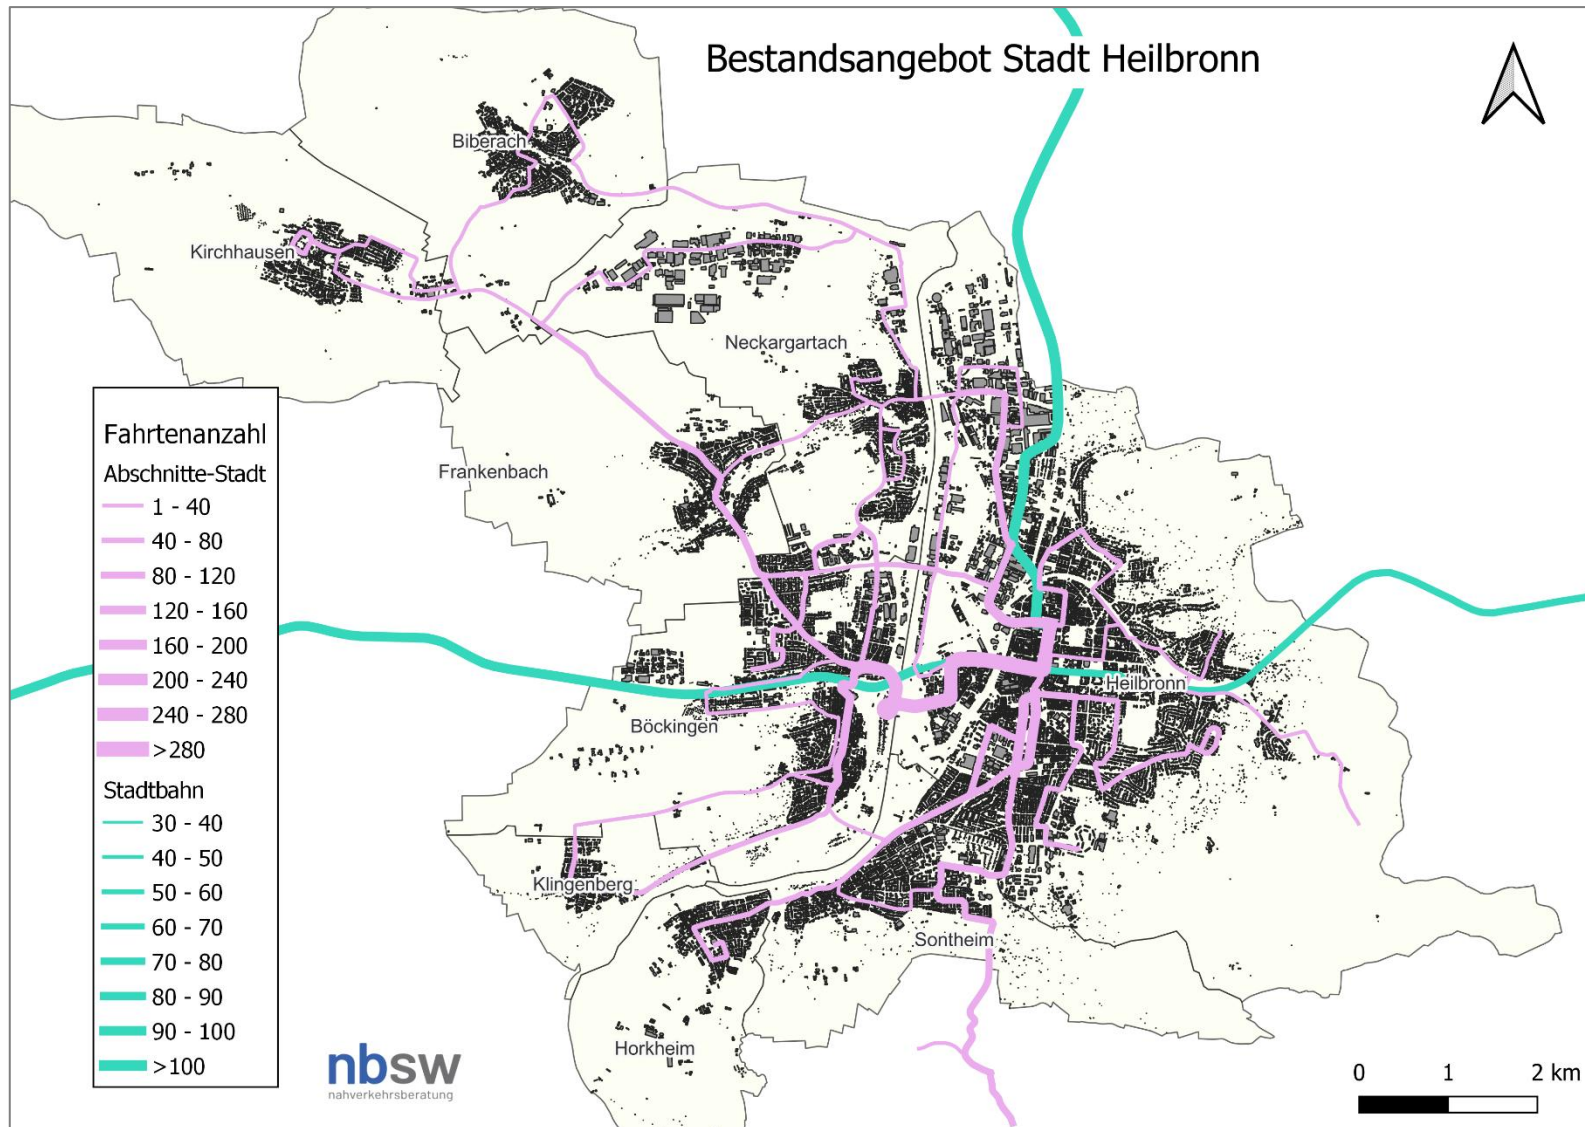 Bestandsangebot Stadt Heilbronn
Biberach
Kirchhausen
Neckargartach
Frankenbach
Heilbronn
Böckingen
Klingenberg
Sontheim
Horkheim
Fahrtenanzahl
Abschnitte-Stadt
1 - 40
40 - 80
80 - 120
120 - 160
160 - 200
200 - 240
240 - 280
>280
Stadtbahn
30 - 40
40 - 50
50 - 60
60 - 70
70 - 80
80 - 90
90 - 100
>100
nbsw
nahverkehrsberatung
0 1 2 km